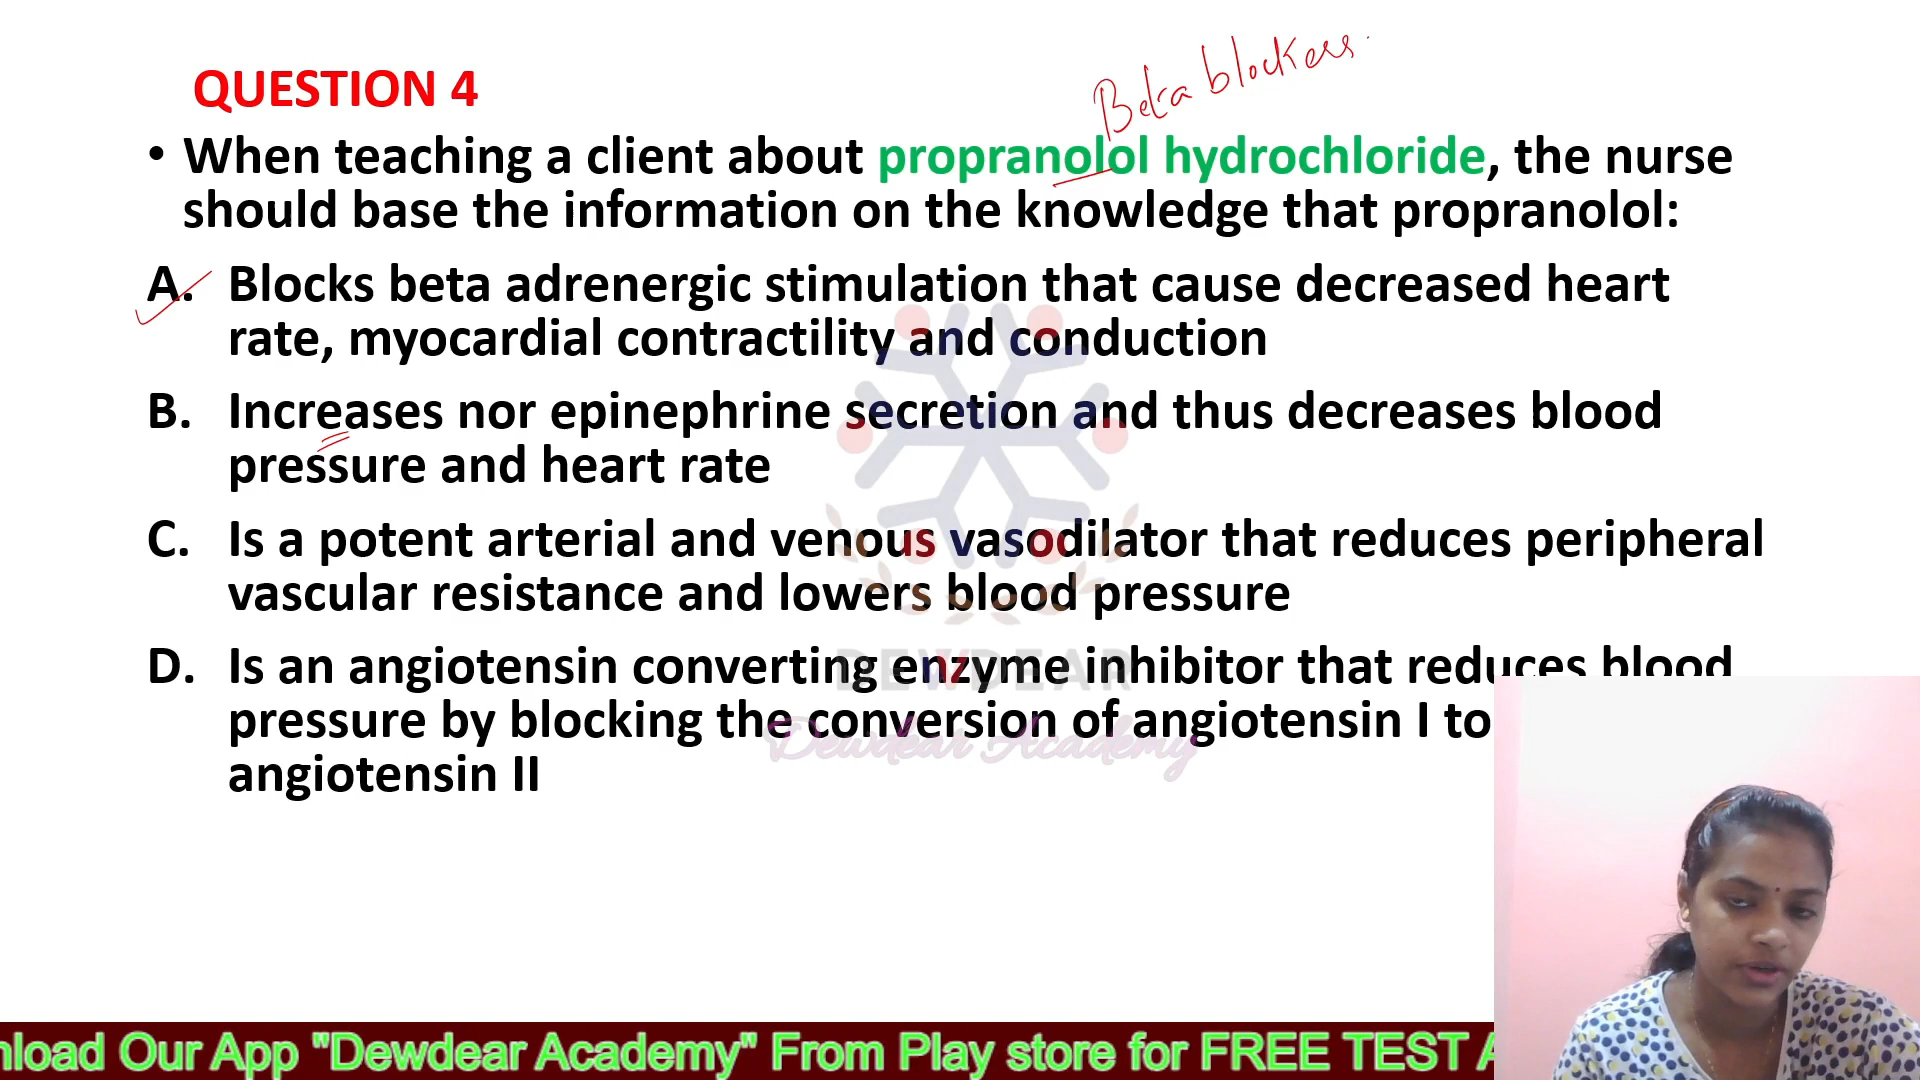 Beta blockers
QUESTION 4
• When teaching a client about propranolol hydrochloride, the nurse
should base the information on the knowledge that propranolol:
A. Blocks beta adrenergic stimulation that cause decreased heart
rate, myocardial contractility and conduction
B. Increases nor epinephrine secretion and thus decreases blood
pressure and heart rate
C. Is a potent arterial and venous vasodilator that reduces peripheral
vascular resistance and lowers blood pressure
D. Is an angiotensin converting enzyme inhibitor that reduces blood
pressure by blocking the conversion of angiotensin I to
angiotensin II
DEWDEAR
Dewdear Academy
nload Our App "Dewdear Academy" From Play store for FREE TEST A